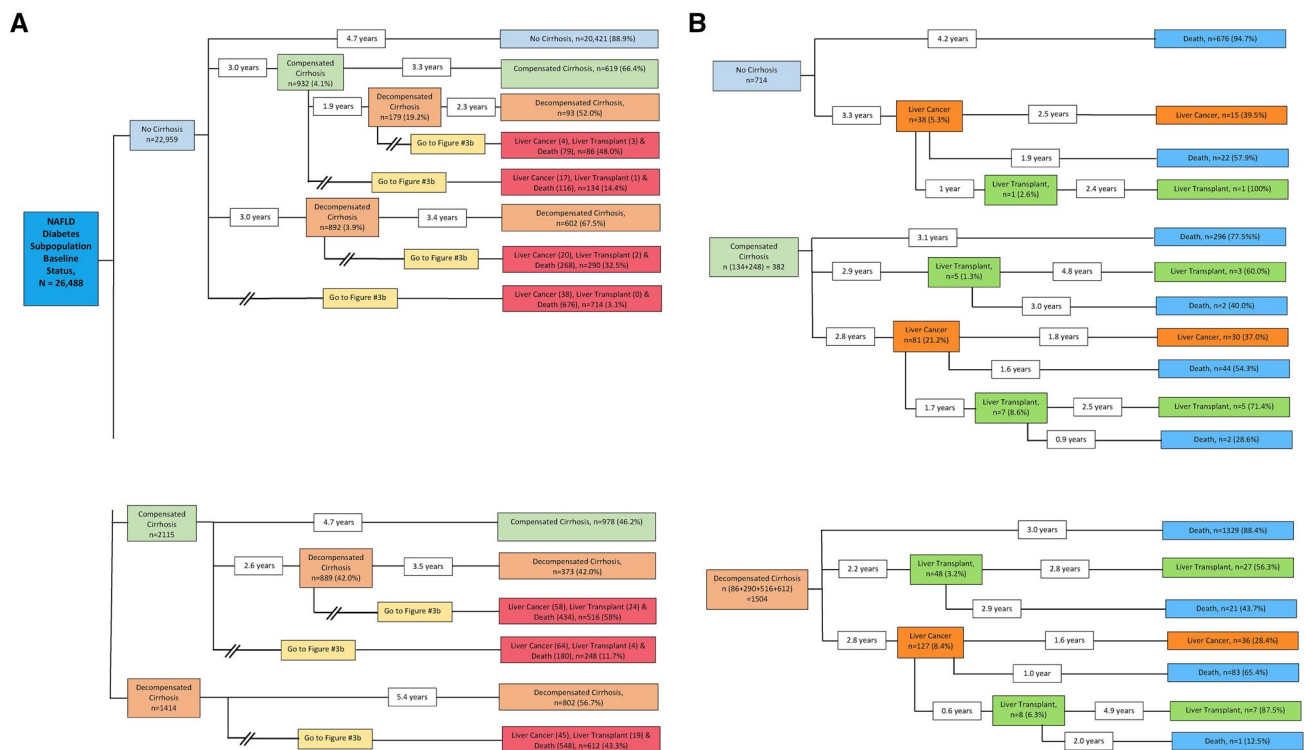 A
4.7 years
No Cirrhosis, n=20,421 (88.9%)
3.0 years
Compensated
Cirrhosis
n=932 (4.1%)
3.3 years
Compensated Cirrhosis, n=619 (66.4%)
1.9 years
Decompensated
Cirrhosis
n=179 (19.2%)
2.3 years
Decompensated Cirrhosis,
n=93 (52.0%)
No Cirrhosis
n=22,959
Go to Figure #3b
Liver Cancer (4), Liver Transplant (3) &
Death (79), n=86 (48.0%)
Go to Figure #3b
Liver Cancer (17), Liver Transplant (1) &
Death (116), n=134 (14.4%)
3.0 years
Decompensated
Cirrhosis
n=892 (3.9%)
3.4 years
Decompensated Cirrhosis,
n=602 (67.5%)
NAFLD
Diabetes
Subpopulation
Baseline
Status,
N = 26,488
Go to Figure #3b
Liver Cancer (20), Liver Transplant (2) &
Death (268), n=290 (32.5%)
Go to Figure #3b
Liver Cancer (38), Liver Transplant (0) &
Death (676), n=714 (3.1%)
Compensated
Cirrhosis
n=2115
4.7 years
Compensated Cirrhosis, n=978 (46.2%)
2.6 years
Decompensated
Cirrhosis
n=889 (42.0%)
3.5 years
Decompensated Cirrhosis,
n=373 (42.0%)
Go to Figure #3b
Liver Cancer (58), Liver Transplant (24) &
Death (434), n=516 (58%)
Go to Figure #3b
Liver Cancer (64), Liver Transplant (4) &
Death (180), n=248 (11.7%)
Decompensated
Cirrhosis
n=1414
5.4 years
Decompensated Cirrhosis,
n=802 (56.7%)
Go to Figure #3b
Liver Cancer (45), Liver Transplant (19) &
Death (548), n=612 (43.3%)
B
4.2 years
Death, n=676 (94.7%)
No Cirrhosis
n=714
3.3 years
Liver Cancer
n=38 (5.3%)
2.5 years
Liver Cancer, n=15 (39.5%)
1.9 years
Death, n=22 (57.9%)
1 year
Liver Transplant,
n=1 (2.6%)
2.4 years
Liver Transplant, n=1 (100%)
Compensated
Cirrhosis
n (134+248) = 382
3.1 years
Death, n=296 (77.5%%)
2.9 years
Liver Transplant,
n=5 (1.3%)
4.8 years
Liver Transplant, n=3 (60.0%)
3.0 years
Death, n=2 (40.0%)
2.8 years
Liver Cancer
n=81 (21.2%)
1.8 years
Liver Cancer, n=30 (37.0%)
1.6 years
Death, n=44 (54.3%)
1.7 years
Liver Transplant,
n=7 (8.6%)
2.5 years
Liver Transplant, n=5 (71.4%)
0.9 years
Death, n=2 (28.6%)
3.0 years
Death, n=1329 (88.4%)
Decompensated Cirrhosis
n (86+290+516+612)
=1504
2.2 years
Liver Transplant,
n=48 (3.2%)
2.8 years
Liver Transplant, n=27 (56.3%)
2.9 years
Death, n=21 (43.7%)
2.8 years
Liver Cancer
n=127 (8.4%)
1.6 years
Liver Cancer, n=36 (28.4%)
1.0 year
Death, n=83 (65.4%)
0.6 years
Liver Transplant,
n=8 (6.3%)
4.9 years
Liver Transplant, n=7 (87.5%)
2.0 years
Death, n=1 (12.5%)